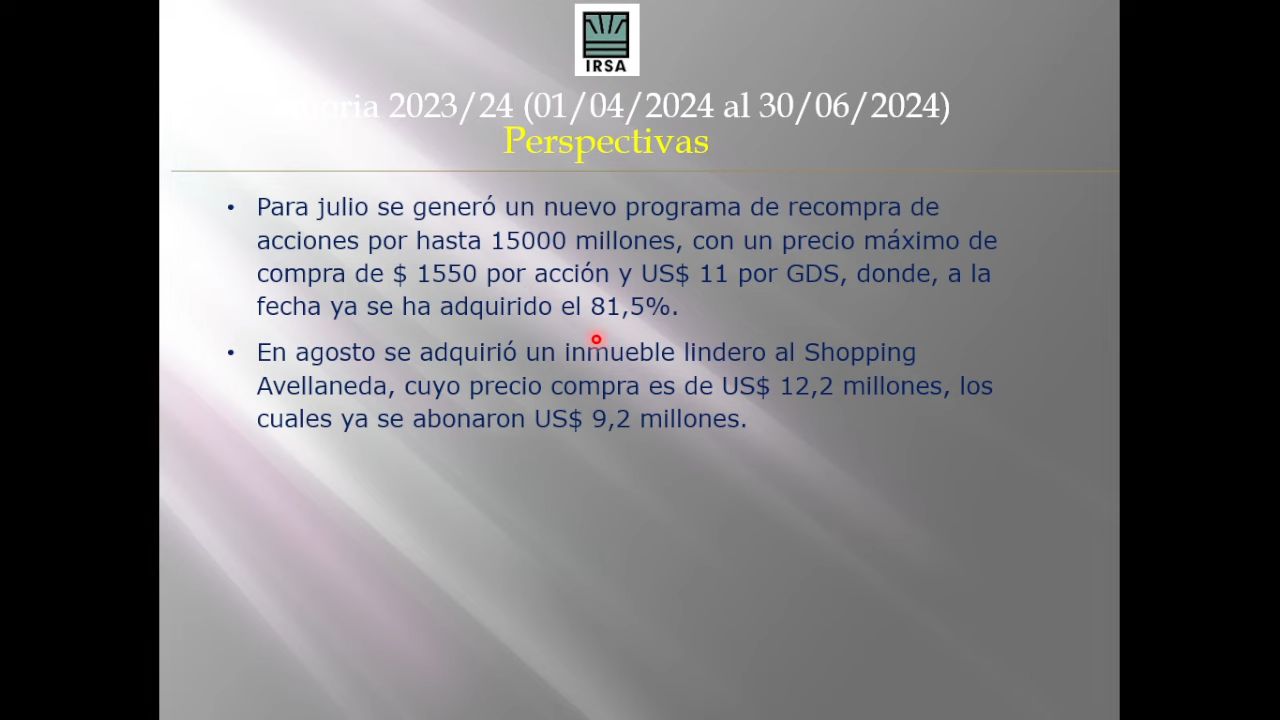 IRSA
2023/24 (01/04/2024 al 30/06/2024)
Perspectivas
• Para julio se generó un nuevo programa de recompra de
acciones por hasta 15000 millones, con un precio máximo de
compra de $ 1550 por acción y US$ 11 por GDS, donde, a la
fecha ya se ha adquirido el 81,5%.
• En agosto se adquirió un inmueble lindero al Shopping
Avellaneda, cuyo precio compra es de US$ 12,2 millones, los
cuales ya se abonaron US$ 9,2 millones.